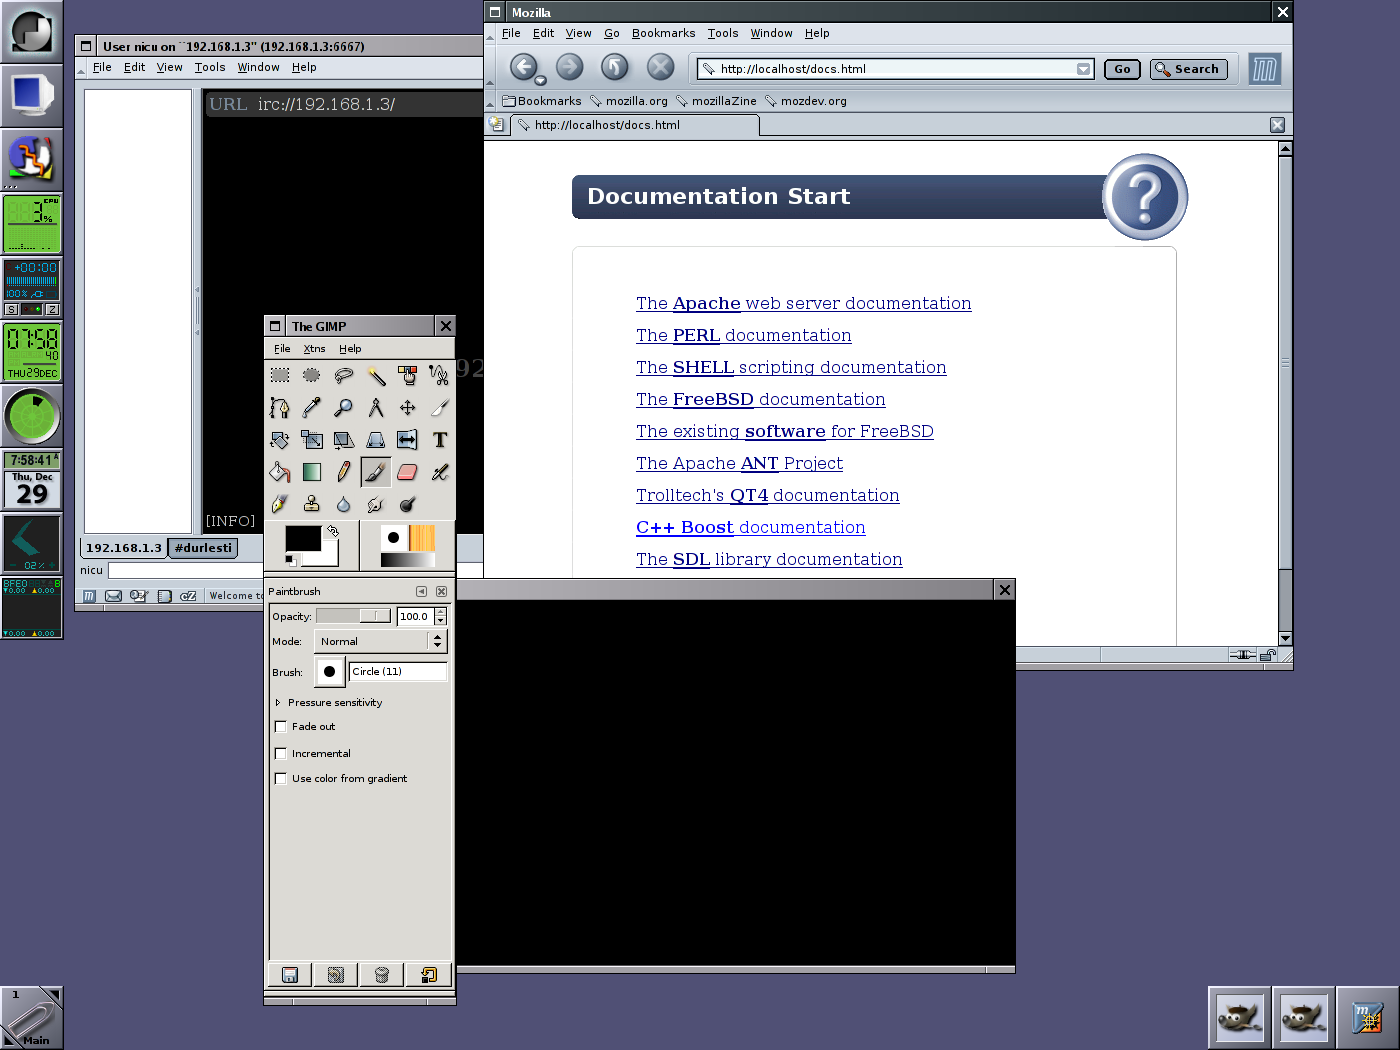 Mozilla
File Edit View Go Bookmarks Tools Window Help
http://localhost/docs.html
Go
Search
Bookmarks mozilla.org mozillaZine mozdev.org
http://localhost/docs.html
Documentation Start
The Apache web server documentation
The PERL documentation
The SHELL scripting documentation
The FreeBSD documentation
The existing software for FreeBSD
The Apache ANT Project
Trolltech's QT4 documentation
C++ Boost documentation
The SDL library documentation
User nicu on ``192.168.1.3" (192.168.1.3:6667)
File Edit View Tools Window Help
URL irc://192.168.1.3/
92
[INFO]
192.168.1.3 #durlesti
nicu
Welcome to
The GIMP
File Xtns Help
Paintbrush
Opacity: 100.0
Mode: Normal
Brush: Circle (11)
Pressure sensitivity
Fade out
Incremental
Use color from gradient
3%
CPU
+00:00
100%
S Z
07:58
40
THU29DEC
7:58:41 A
Thu, Dec
29
02%
▼0.00 ▲0.00
▼0.00 ▲0.00
1
Main